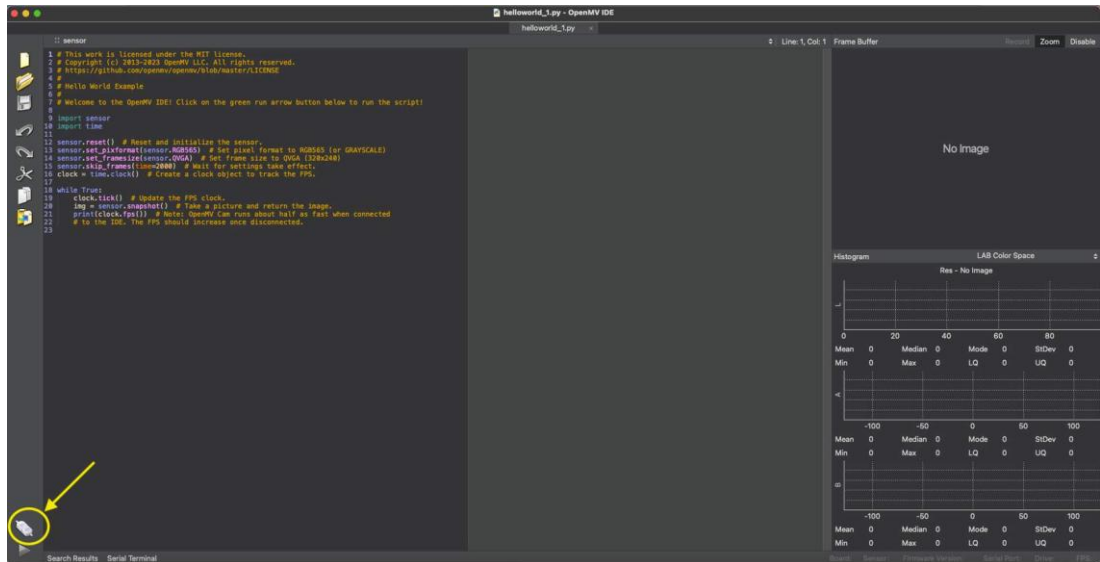 helloworld_1.py - OpenMV IDE
helloworld_1.py ×
:: sensor
Line: 1, Col: 1
Frame Buffer
Record
Zoom
Disable
1 # This work is licensed under the MIT license.
2 # Copyright (c) 2013-2023 OpenMV LLC. All rights reserved.
3 # https://github.com/openmv/openmv/blob/master/LICENSE
4 #
5 # Hello World Example
6 #
7 # Welcome to the OpenMV IDE! Click on the green run arrow button below to run the script!
8
9 import sensor
10 import time
11
12 sensor.reset()  # Reset and initialize the sensor.
13 sensor.set_pixformat(sensor.RGB565)  # Set pixel format to RGB565 (or GRAYSCALE)
14 sensor.set_framesize(sensor.QVGA)  # Set frame size to QVGA (320x240)
15 sensor.skip_frames(time=2000)  # Wait for settings take effect.
16 clock = time.clock()  # Create a clock object to track the FPS.
17
18 while True:
19     clock.tick()  # Update the FPS clock.
20     img = sensor.snapshot()  # Take a picture and return the image.
21     print(clock.fps())  # Note: OpenMV Cam runs about half as fast when connected
22     # to the IDE. The FPS should increase once disconnected.
23
No Image
Histogram
LAB Color Space
Res - No Image
L
0 20 40 60 80
Mean 0 Median 0 Mode 0 StDev 0
Min 0 Max 0 LQ 0 UQ 0
A
-100 -50 0 50 100
Mean 0 Median 0 Mode 0 StDev 0
Min 0 Max 0 LQ 0 UQ 0
B
-100 -50 0 50 100
Mean 0 Median 0 Mode 0 StDev 0
Min 0 Max 0 LQ 0 UQ 0
Search Results Serial Terminal
Board: Sensor: Firmware Version: Serial Port: Drive: FPS: